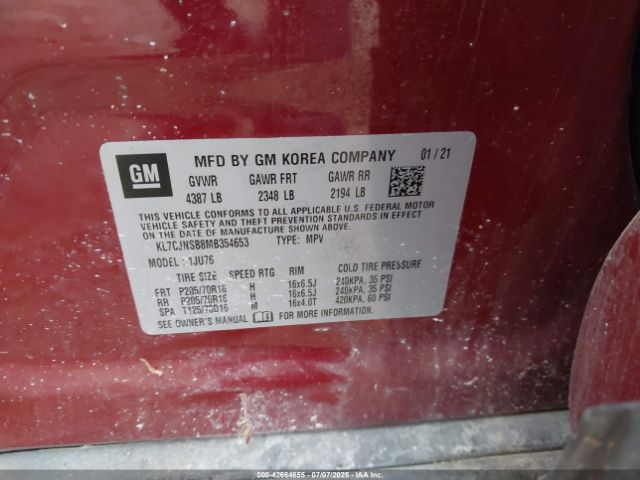 GM
MFD BY GM KOREA COMPANY 01/21
GVWR GAWR FRT GAWR RR
4387 LB 2348 LB 2194 LB
THIS VEHICLE CONFORMS TO ALL APPLICABLE U.S. FEDERAL MOTOR
VEHICLE SAFETY AND THEFT PREVENTION STANDARDS IN EFFECT
ON THE DATE OF MANUFACTURE SHOWN ABOVE.
KL7CJNSB8MB354653 TYPE: MPV
MODEL: 1JU76
TIRE SIZE SPEED RTG RIM COLD TIRE PRESSURE
FRT P205/70R16 H 16x6.5J 240KPA, 35 PSI
RR P205/70R16 H 16x6.5J 240KPA, 35 PSI
SPA T125/70D16 M 16x4.0T 420KPA, 60 PSI
SEE OWNER'S MANUAL FOR MORE INFORMATION.
000-42664655 07/07/2025 - IAAI.COM